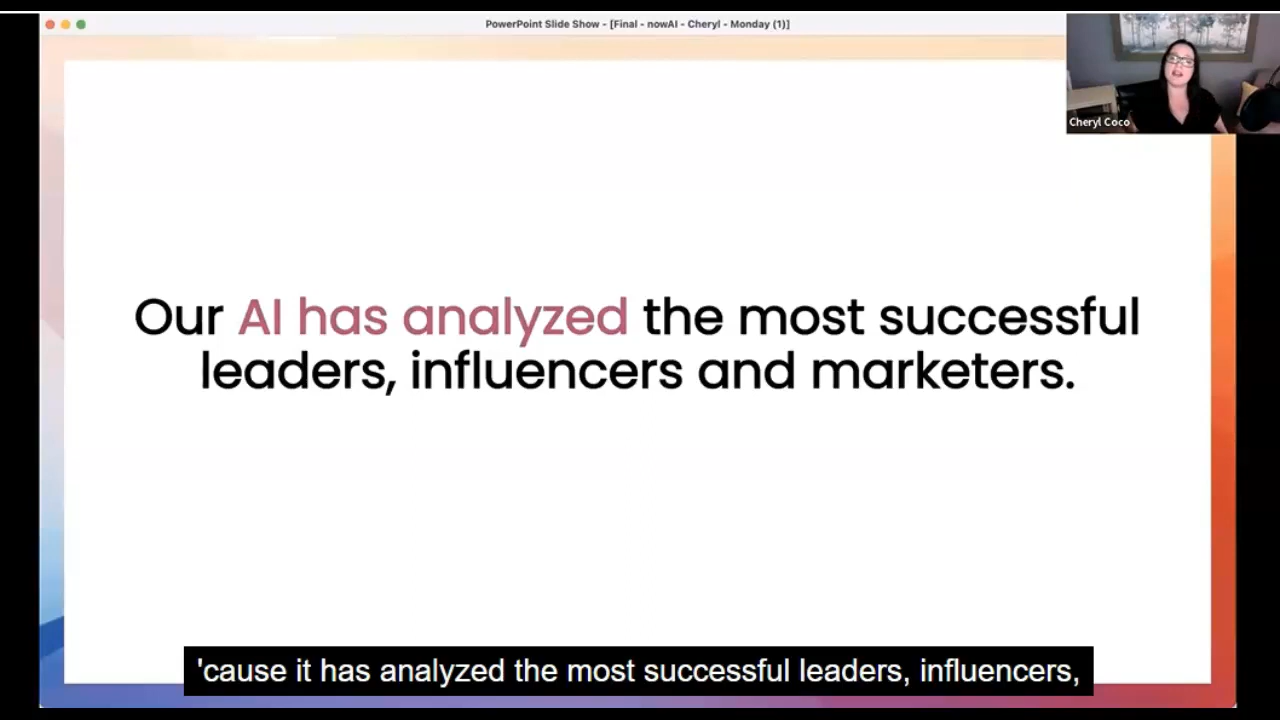 PowerPoint Slide Show - [Final - nowAI - Cheryl - Monday (1)]
Cheryl Coco
Our AI has analyzed the most successful
leaders, influencers and marketers.
'cause it has analyzed the most successful leaders, influencers,